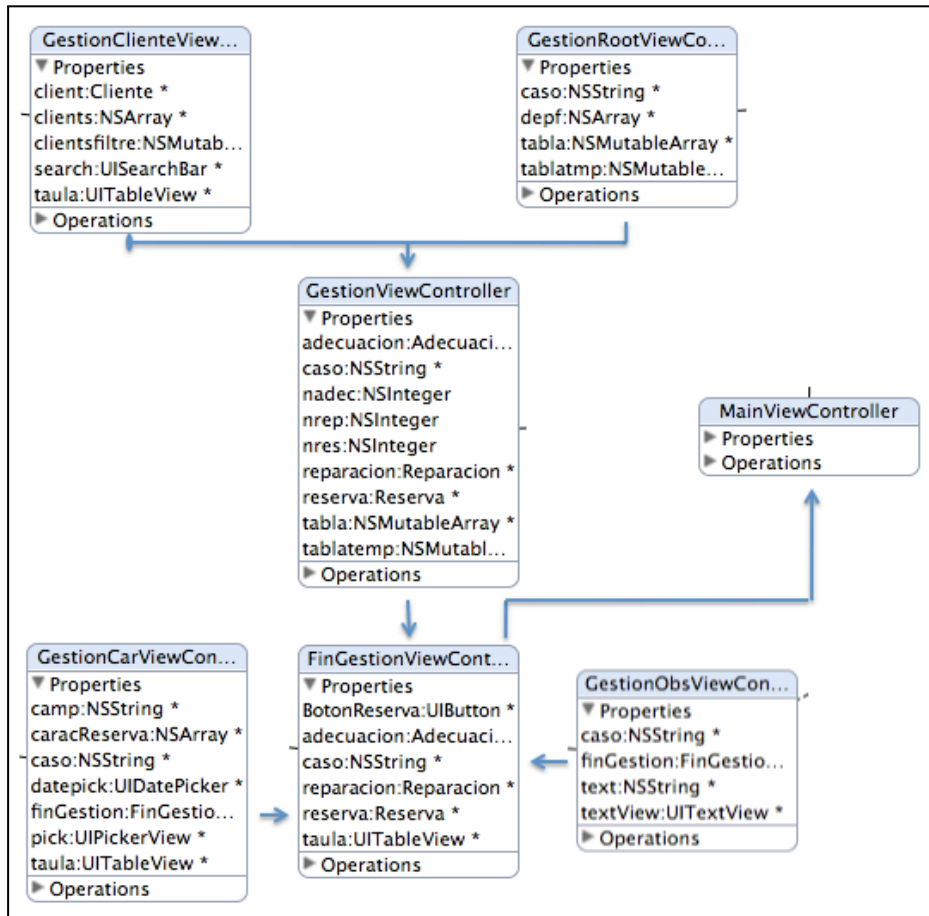 GestionClienteView...
Properties
client:Cliente *
clients:NSArray *
clientsfiltre:NSMutab...
search:UISearchBar *
taula:UITableView *
Operations
GestionRootViewCo...
Properties
caso:NSString *
depf:NSArray *
tabla:NSMutableArray *
tablatmp:NSMutable...
Operations
GestionViewController
Properties
adecuacion:Adecuaci...
caso:NSString *
nadec:NSInteger
nrep:NSInteger
nres:NSInteger
reparacion:Reparacion *
reserva:Reserva *
tabla:NSMutableArray *
tablatemp:NSMutabl...
Operations
MainViewController
Properties
Operations
GestionCarViewCon...
Properties
camp:NSString *
caracReserva:NSArray *
caso:NSString *
datepick:UIDatePicker *
finGestion:FinGestio...
pick:UIPickerView *
taula:UITableView *
Operations
FinGestionViewCont...
Properties
BotonReserva:UIButton *
adecuacion:Adecuaci...
caso:NSString *
reparacion:Reparacion *
reserva:Reserva *
taula:UITableView *
Operations
GestionObsViewCon...
Properties
caso:NSString *
finGestion:FinGestio...
text:NSString *
textView:UITextView *
Operations